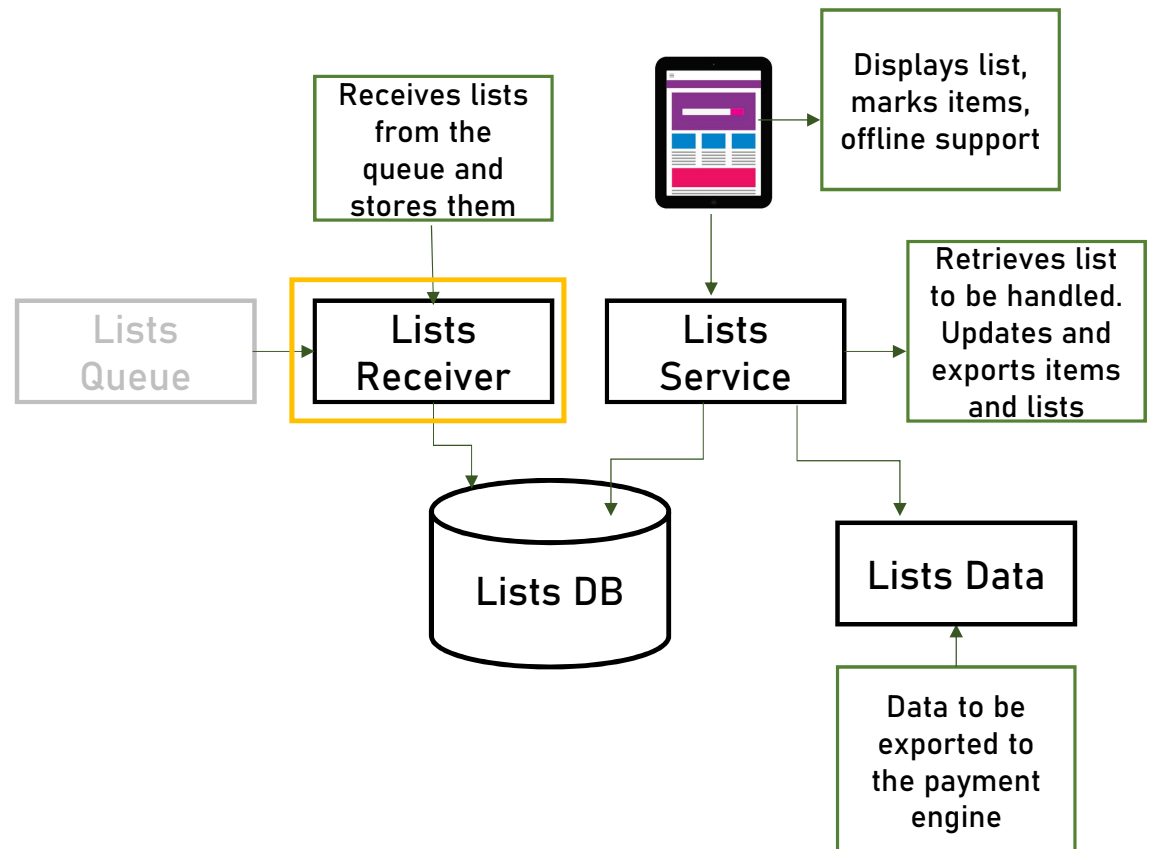 Displays list,
marks items,
offline support
Receives lists
from the
queue and
stores them
Retrieves list
to be handled.
Updates and
exports items
and lists
Lists
Queue
Lists
Receiver
Lists
Service
Lists DB
Lists Data
Data to be
exported to
the payment
engine